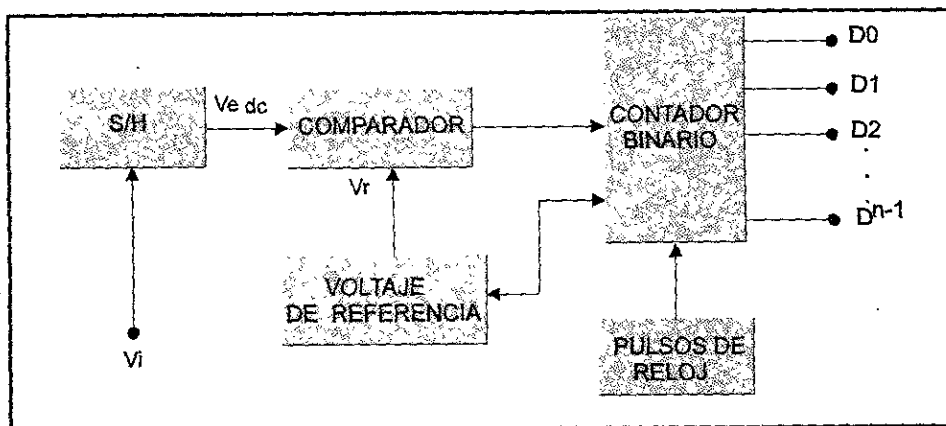 S/H
Ve dc
COMPARADOR
Vr
VOLTAJE
DE REFERENCIA
Vi
CONTADOR
BINARIO
PULSOS DE
RELOJ
D0
D1
D2
Dn-1